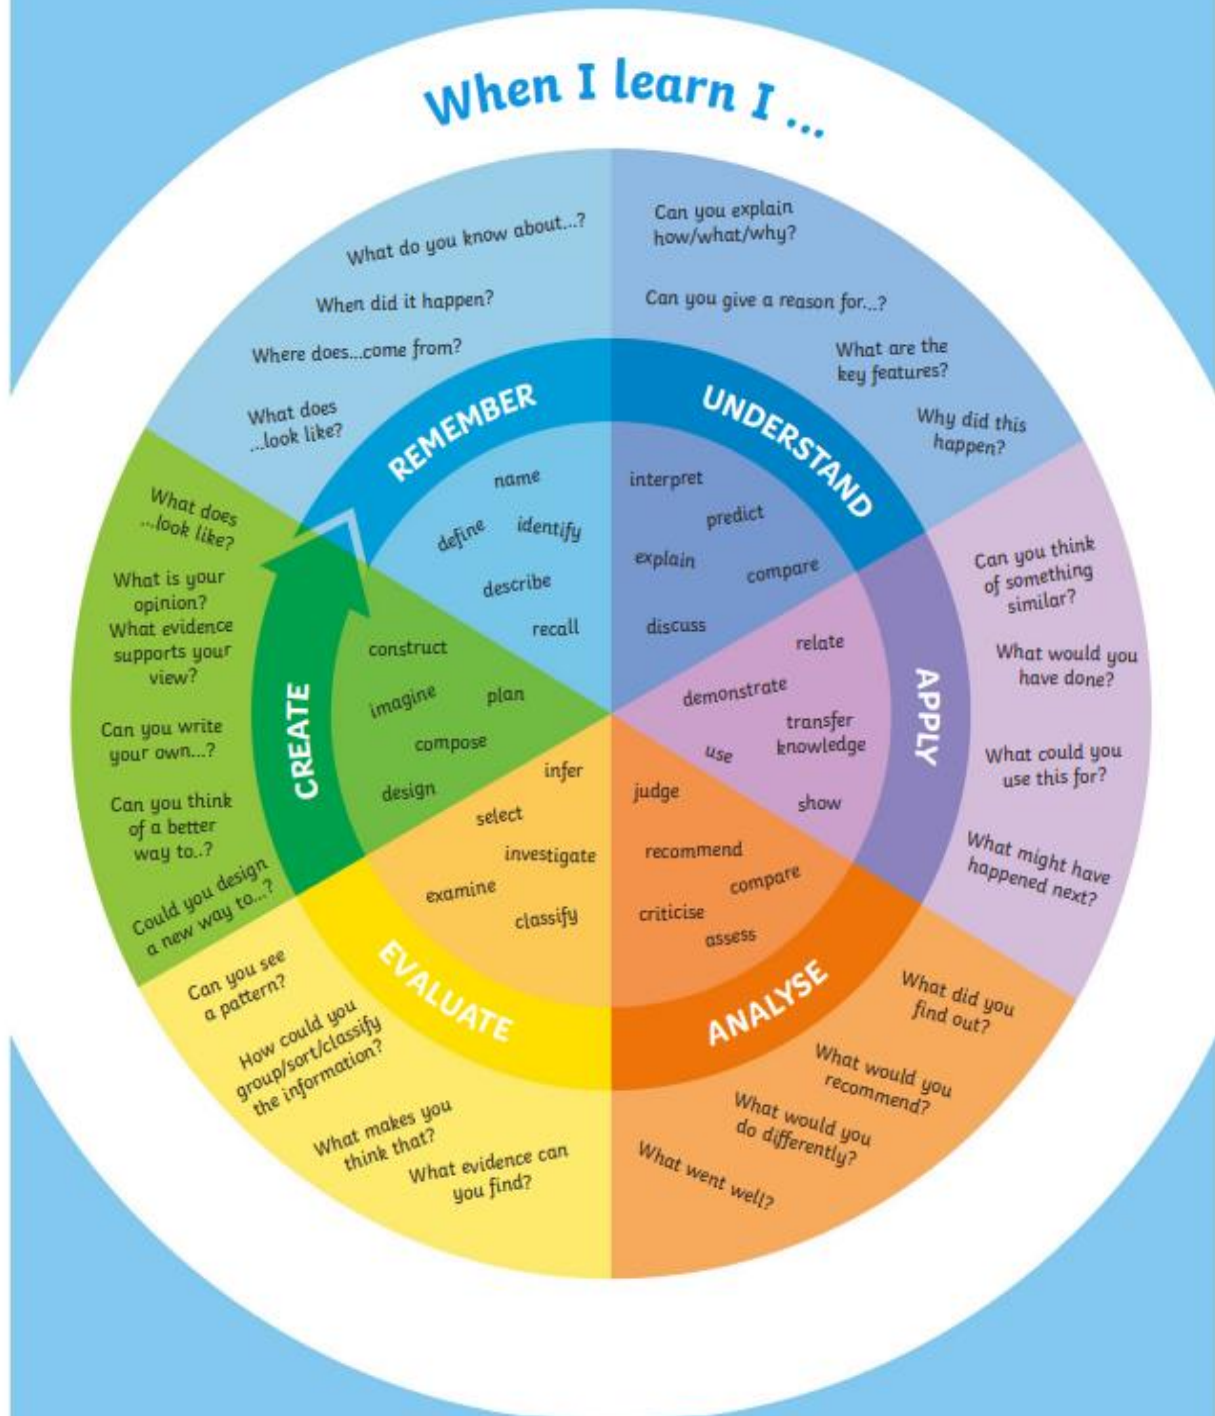 When I learn I ...
What do you know about...?
When did it happen?
Where does...come from?
What does
...look like?
REMEMBER
name
define
identify
describe
recall
Can you explain
how/what/why?
Can you give a reason for...?
What are the
key features?
Why did this
happen?
UNDERSTAND
interpret
predict
explain
compare
discuss
Can you think
of something
similar?
What would you
have done?
What could you
use this for?
What might have
happened next?
APPLY
relate
demonstrate
transfer
knowledge
use
show
What did you
find out?
What would you
recommend?
What would you
do differently?
What went well?
ANALYSE
judge
recommend
compare
criticise
assess
Can you see
a pattern?
How could you
group/sort/classify
the information?
What makes you
think that?
What evidence can
you find?
EVALUATE
infer
select
investigate
examine
classify
What does
...look like?
What is your
opinion?
What evidence
supports your
view?
Can you write
your own...?
Can you think
of a better
way to..?
Could you design
a new way to...?
CREATE
construct
imagine
plan
compose
design